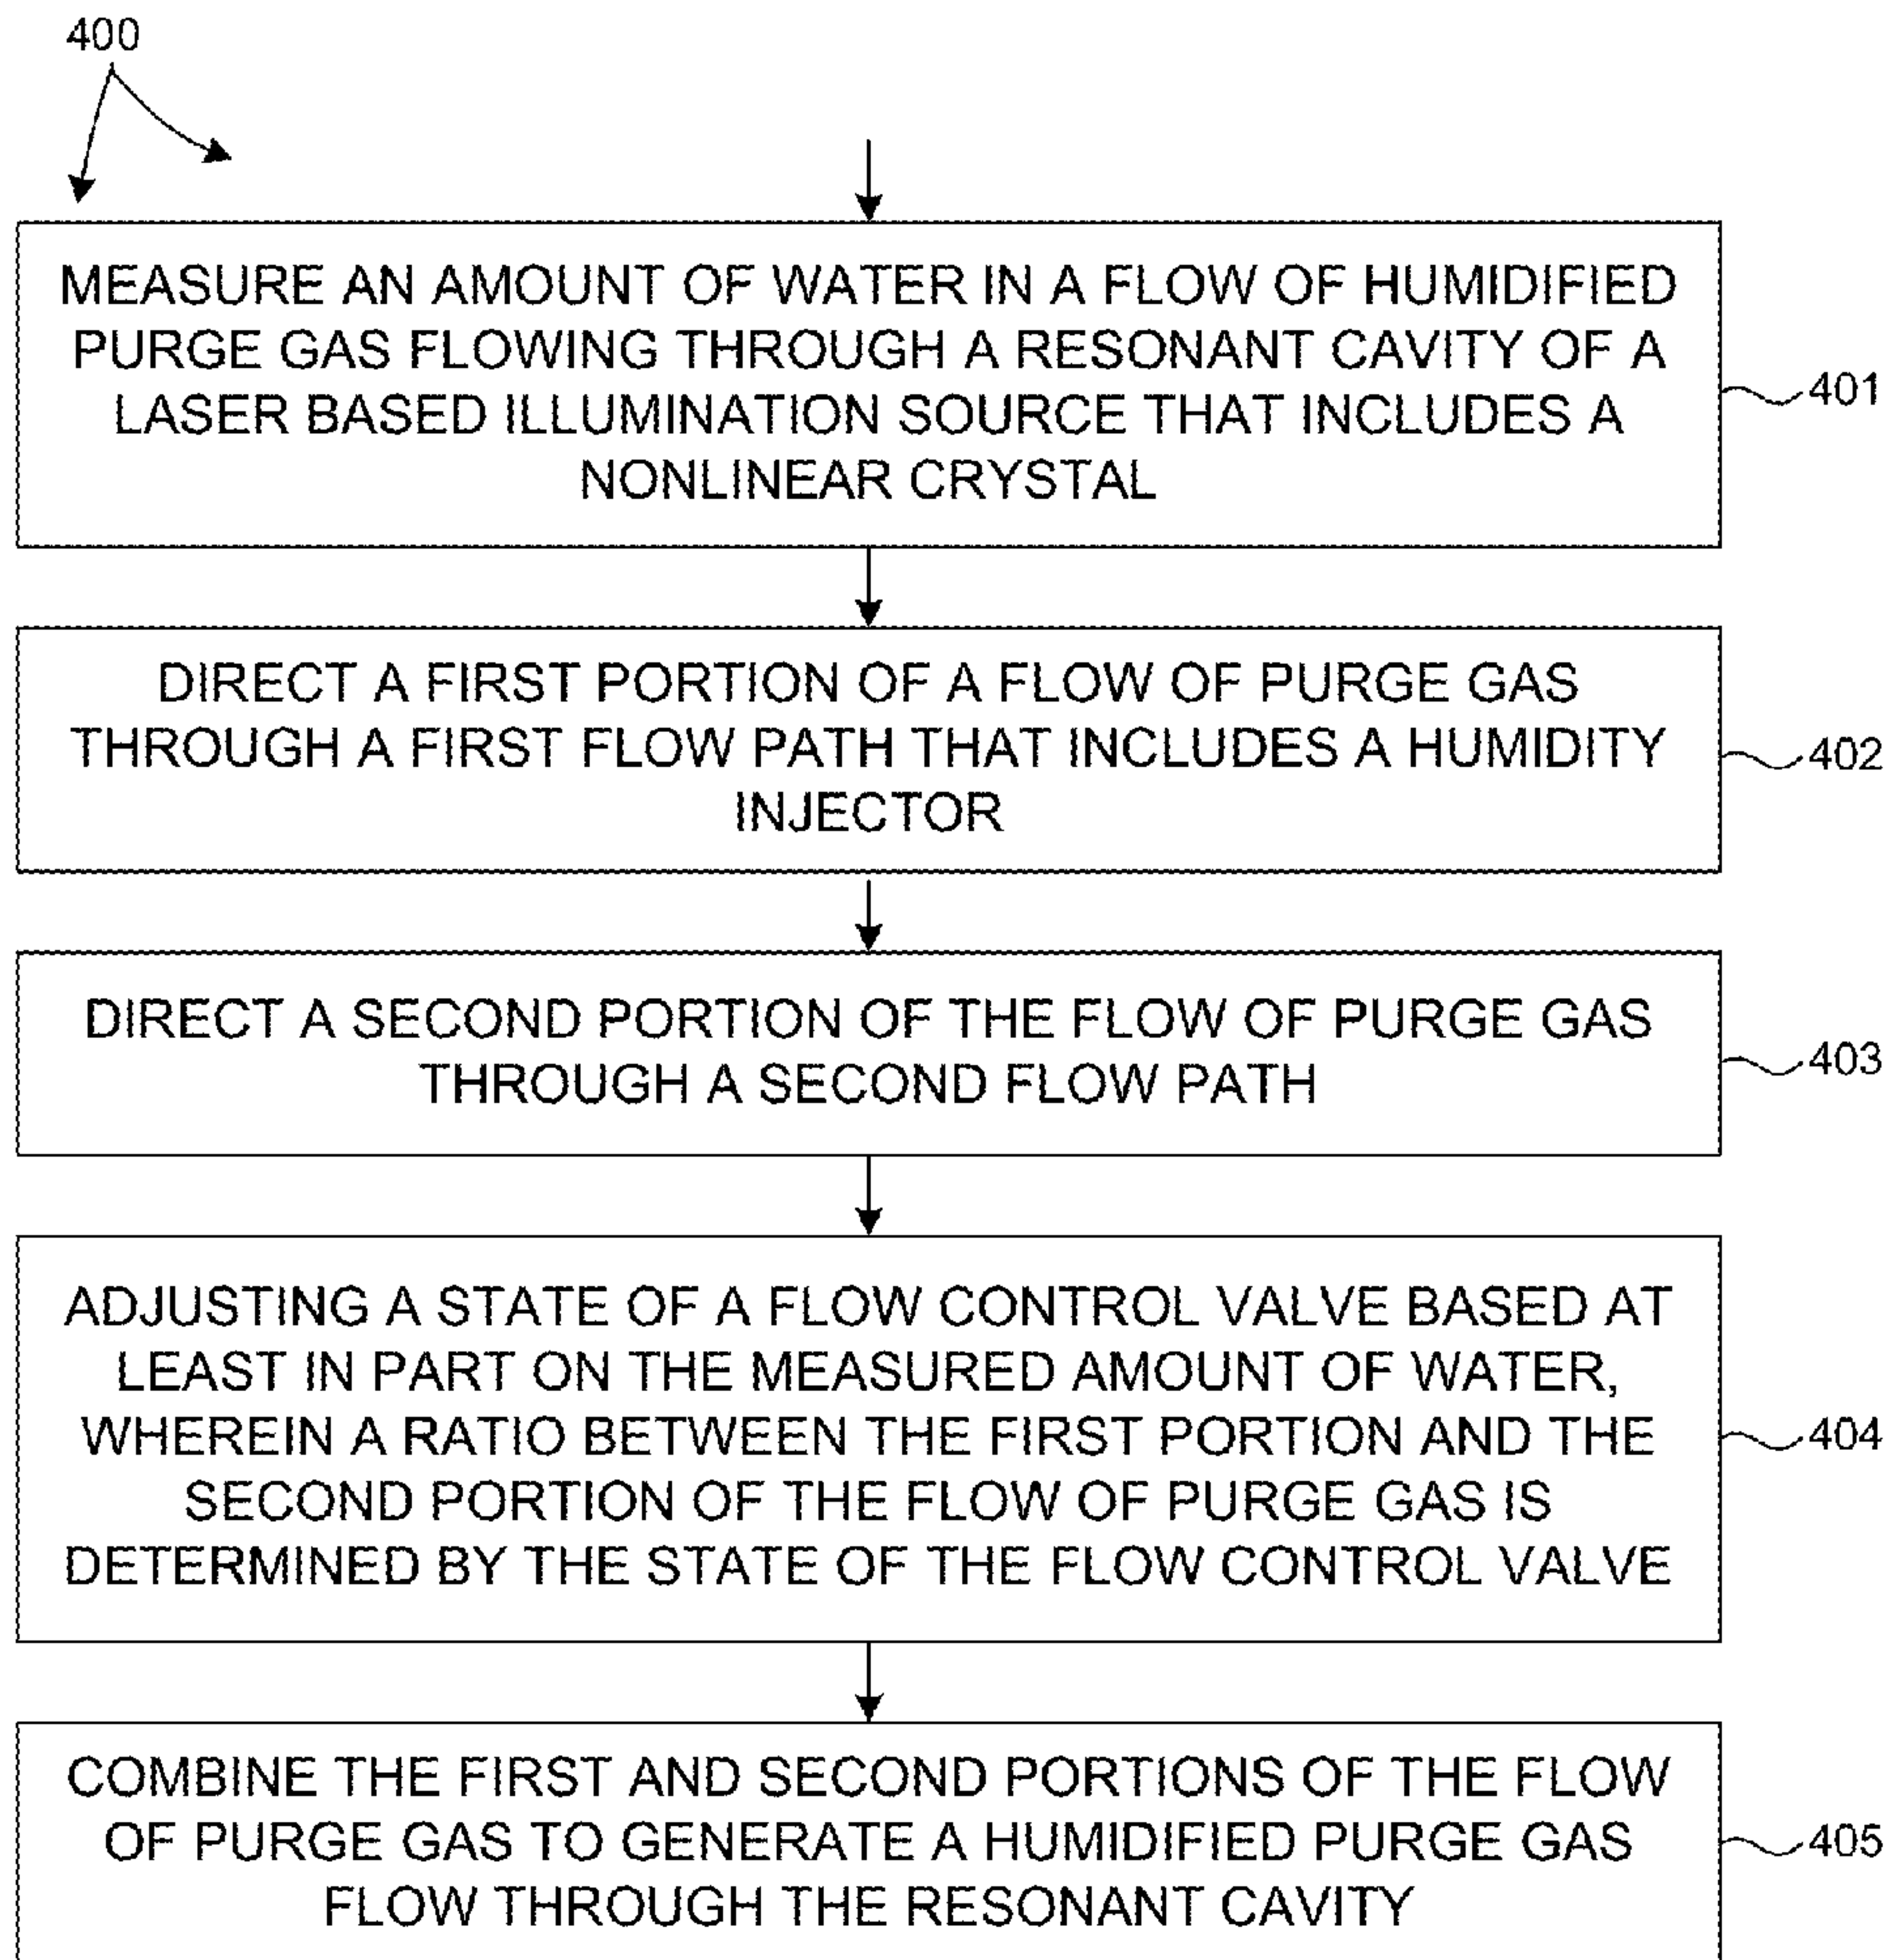 400
MEASURE AN AMOUNT OF WATER IN A FLOW OF HUMIDIFIED
PURGE GAS FLOWING THROUGH A RESONANT CAVITY OF A
LASER BASED ILLUMINATION SOURCE THAT INCLUDES A
NONLINEAR CRYSTAL
401
DIRECT A FIRST PORTION OF A FLOW OF PURGE GAS
THROUGH A FIRST FLOW PATH THAT INCLUDES A HUMIDITY
INJECTOR
402
DIRECT A SECOND PORTION OF THE FLOW OF PURGE GAS
THROUGH A SECOND FLOW PATH
403
ADJUSTING A STATE OF A FLOW CONTROL VALVE BASED AT
LEAST IN PART ON THE MEASURED AMOUNT OF WATER,
WHEREIN A RATIO BETWEEN THE FIRST PORTION AND THE
SECOND PORTION OF THE FLOW OF PURGE GAS IS
DETERMINED BY THE STATE OF THE FLOW CONTROL VALVE
404
COMBINE THE FIRST AND SECOND PORTIONS OF THE FLOW
OF PURGE GAS TO GENERATE A HUMIDIFIED PURGE GAS
FLOW THROUGH THE RESONANT CAVITY
405